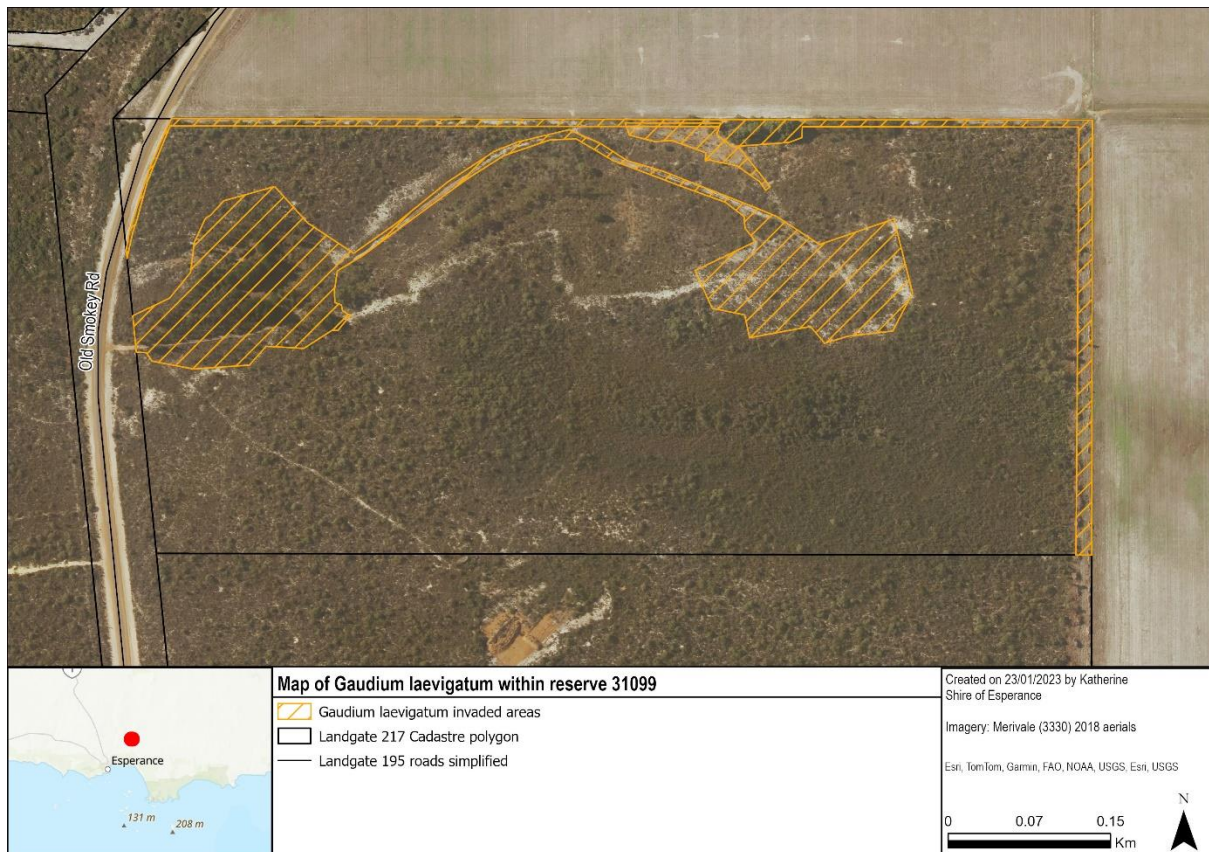 Old Smokey Rd
Esperance
131 m
208 m
Map of Gaudium laevigatum within reserve 31099
Gaudium laevigatum invaded areas
Landgate 217 Cadastre polygon
Landgate 195 roads simplified
Created on 23/01/2023 by Katherine
Shire of Esperance
Imagery: Merivale (3330) 2018 aerials
Esri, TomTom, Garmin, FAO, NOAA, USGS, Esri, USGS
N
0 0.07 0.15
Km